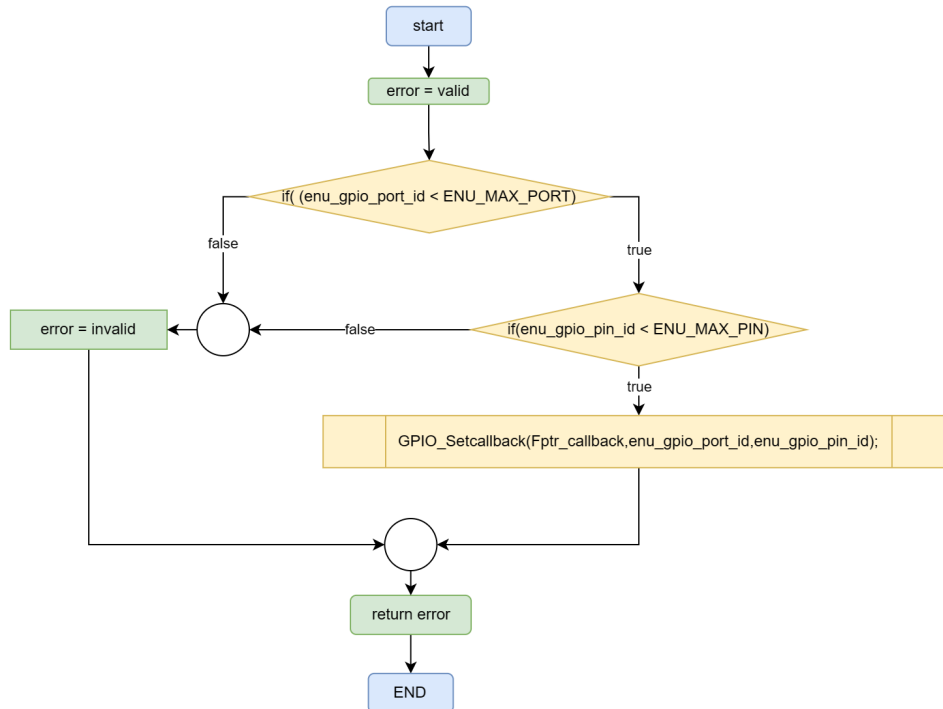 start
error = valid
if( (enu_gpio_port_id < ENU_MAX_PORT)
false
true
error = invalid
false
if(enu_gpio_pin_id < ENU_MAX_PIN)
true
GPIO_Setcallback(Fptr_callback,enu_gpio_port_id,enu_gpio_pin_id);
return error
END